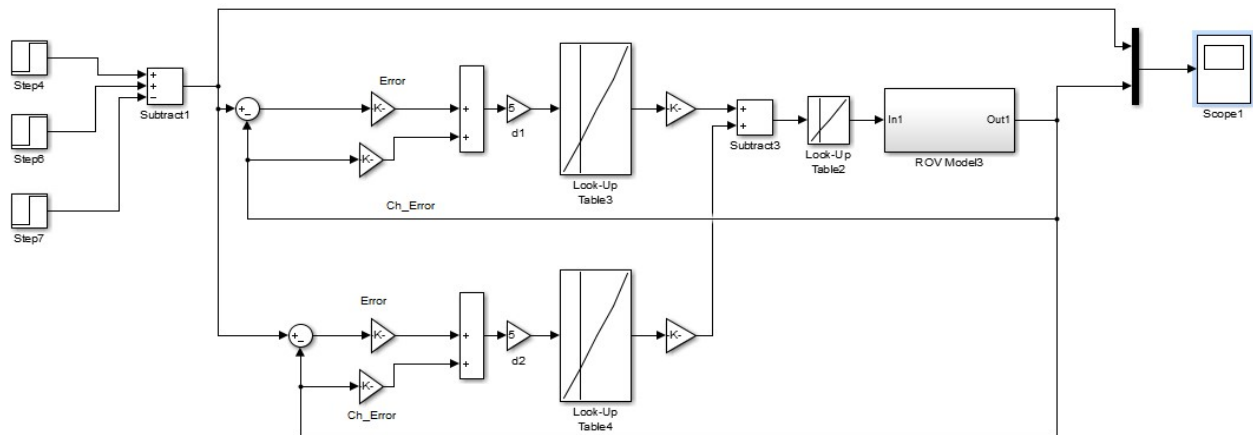 Step4
Step6
Step7
+
+
−
Subtract1
+
−
Error
-K-
-K-
Ch_Error
+
+
5
d1
Look-Up
Table3
-K-
+
+
Subtract3
Look-Up
Table2
In1
Out1
ROV Model3
Scope1
+
−
Error
-K-
-K-
Ch_Error
+
+
5
d2
Look-Up
Table4
-K-